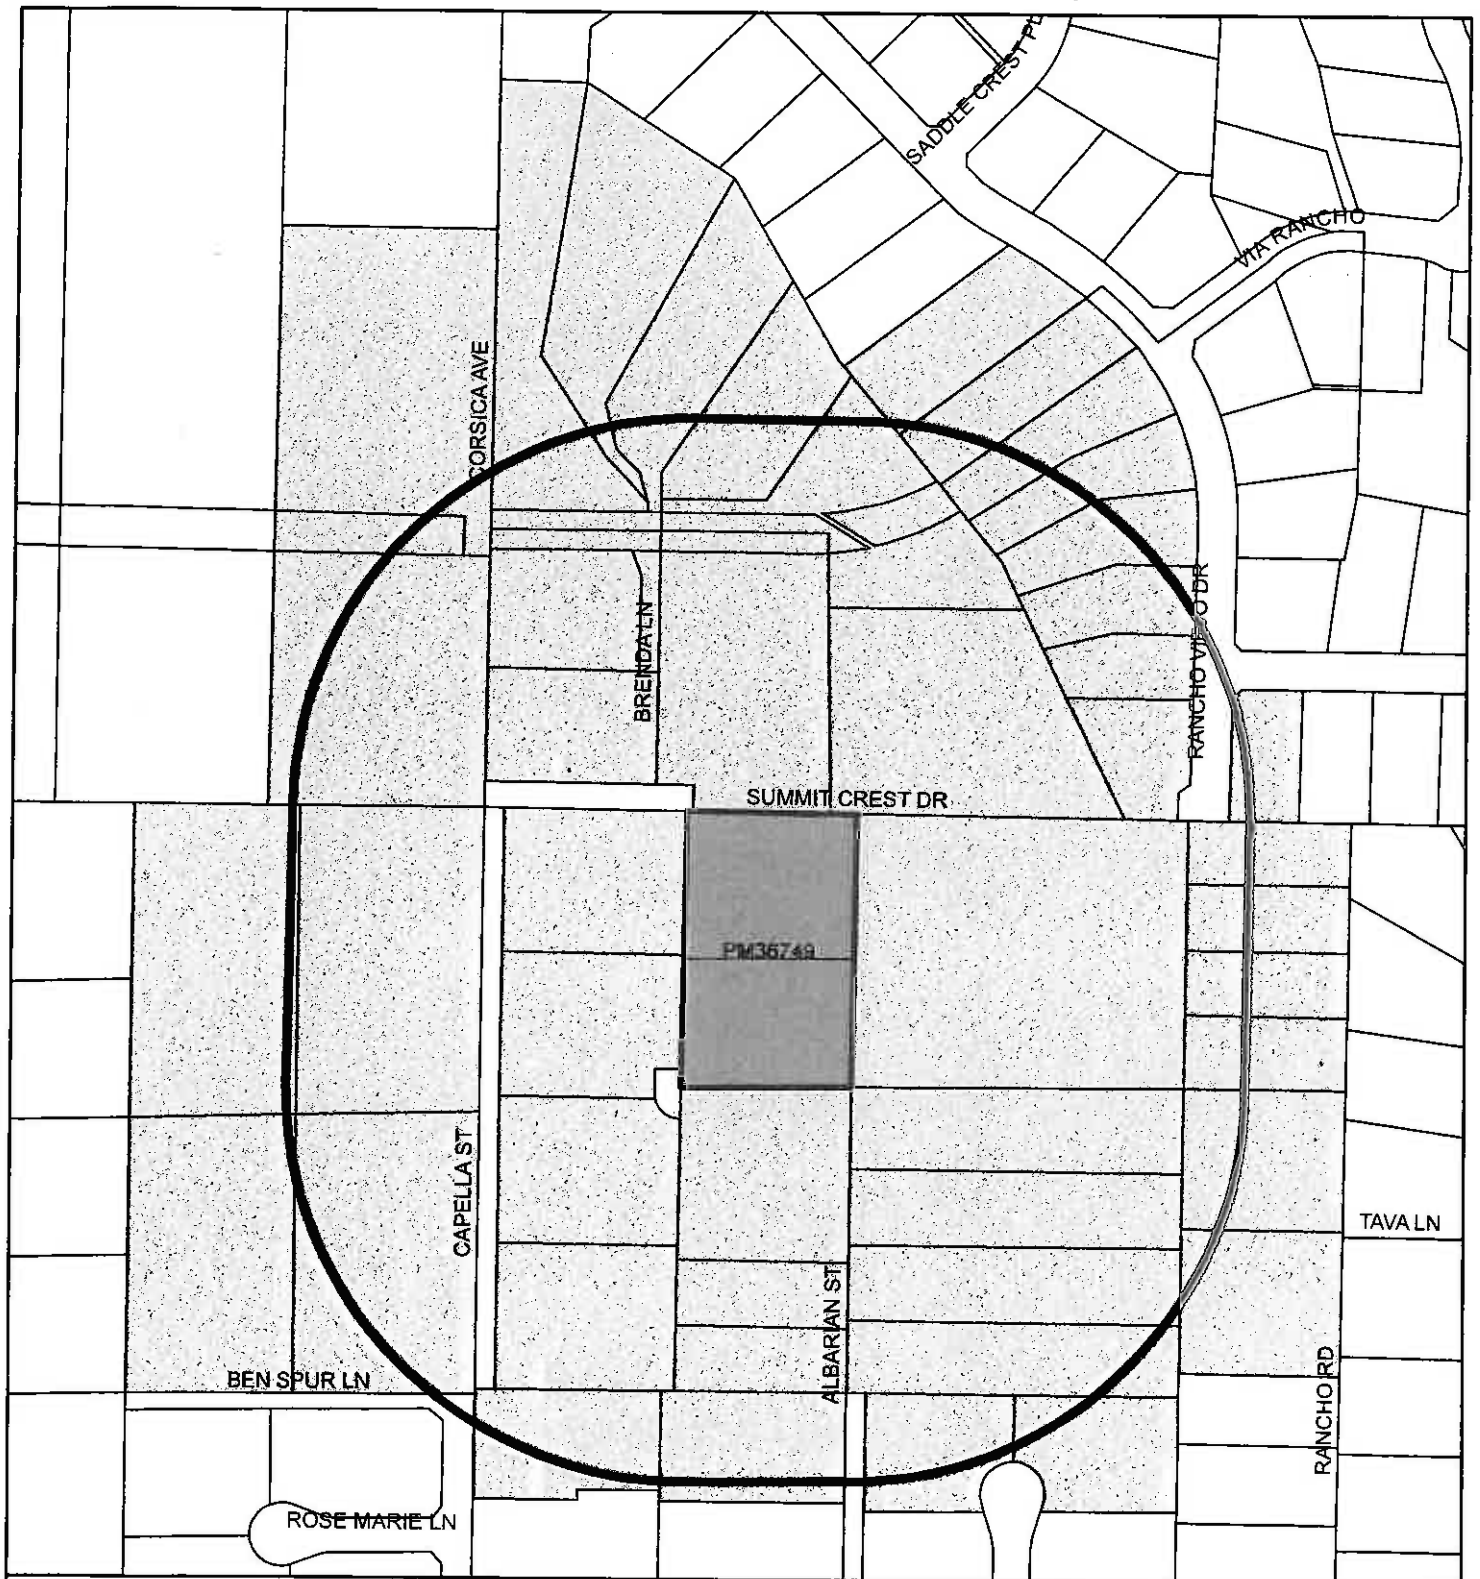 SADDLE CREST PL
VIA RANCHO
CORSICA AVE
BRENDA LN
RANCHO VIEJO DR
SUMMIT CREST DR
PM36749
CAPELLA ST
TAVA LN
ALBARIAN ST
BEN SPUR LN
RANCHO RD
ROSE MARIE LN